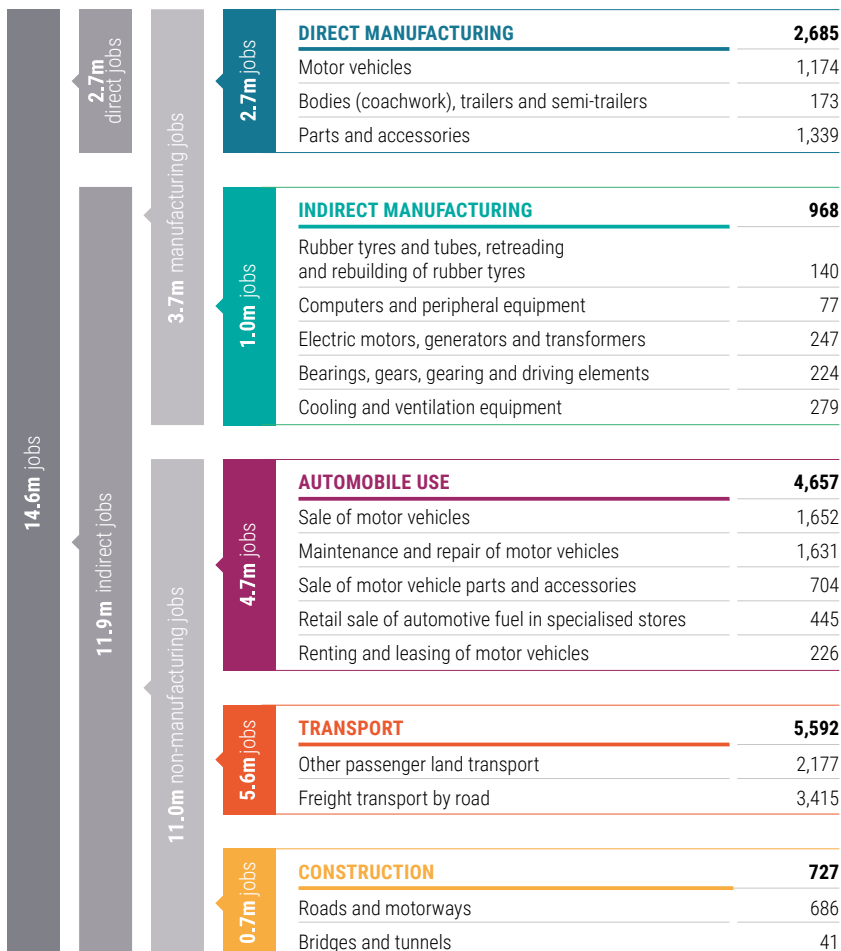 14.6m jobs
2.7m
direct jobs
11.9m indirect jobs
3.7m manufacturing jobs
11.0m non-manufacturing jobs
2.7m jobs
DIRECT MANUFACTURING 2,685
Motor vehicles 1,174
Bodies (coachwork), trailers and semi-trailers 173
Parts and accessories 1,339
1.0m jobs
INDIRECT MANUFACTURING 968
Rubber tyres and tubes, retreading
and rebuilding of rubber tyres 140
Computers and peripheral equipment 77
Electric motors, generators and transformers 247
Bearings, gears, gearing and driving elements 224
Cooling and ventilation equipment 279
4.7m jobs
AUTOMOBILE USE 4,657
Sale of motor vehicles 1,652
Maintenance and repair of motor vehicles 1,631
Sale of motor vehicle parts and accessories 704
Retail sale of automotive fuel in specialised stores 445
Renting and leasing of motor vehicles 226
5.6m jobs
TRANSPORT 5,592
Other passenger land transport 2,177
Freight transport by road 3,415
0.7m jobs
CONSTRUCTION 727
Roads and motorways 686
Bridges and tunnels 41